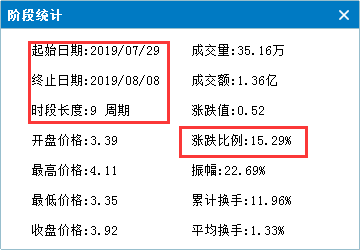 阶段统计
起始日期:2019/07/29 成交量:35.16万
终止日期:2019/08/08 成交额:1.36亿
时段长度:9 周期 涨跌值:0.52
开盘价格:3.39 涨跌比例:15.29%
最高价格:4.11 振幅:22.69%
最低价格:3.35 累计换手:11.96%
收盘价格:3.92 平均换手:1.33%